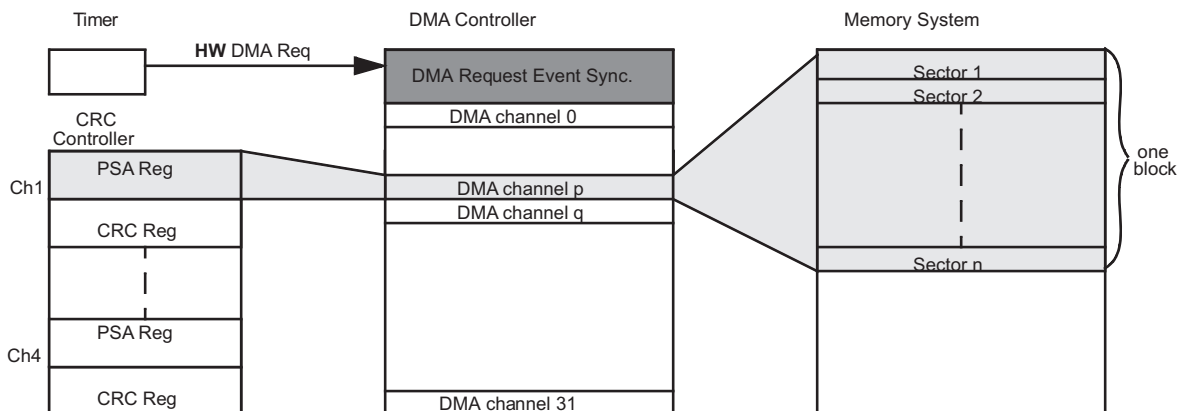 Timer
DMA Controller
Memory System
HW DMA Req
DMA Request Event Sync.
Sector 1
Sector 2
DMA channel 0
CRC
Controller
PSA Reg
Ch1
DMA channel p
one
block
DMA channel q
CRC Reg
Sector n
PSA Reg
Ch4
CRC Reg
DMA channel 31